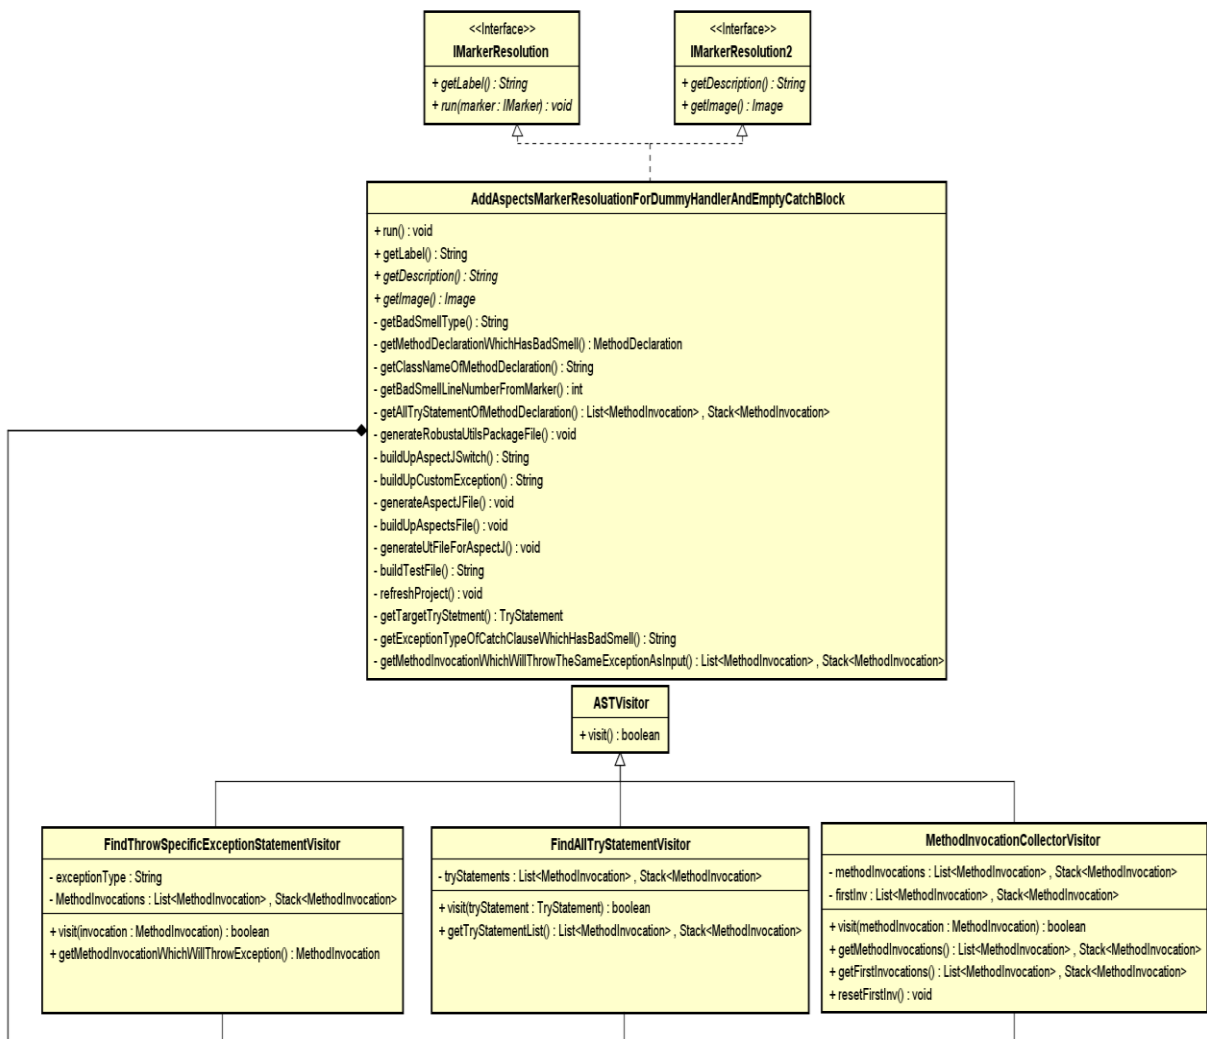 <<Interface>>
IMarkerResolution
+ getLabel() : String
+ run(marker : IMarker) : void
<<Interface>>
IMarkerResolution2
+ getDescription() : String
+ getImage() : Image
AddAspectsMarkerResoluationForDummyHandlerAndEmptyCatchBlock
+ run() : void
+ getLabel() : String
+ getDescription() : String
+ getImage() : Image
- getBadSmellType() : String
- getMethodDeclarationWhichHasBadSmell() : MethodDeclaration
- getClassNameOfMethodDeclaration() : String
- getBadSmellLineNumberFromMarker() : int
- getAllTryStatementOfMethodDeclaration() : List<MethodInvocation> , Stack<MethodInvocation>
- generateRobustaUtilsPackageFile() : void
- buildUpAspectJSwitch() : String
- buildUpCustomException() : String
- generateAspectJFile() : void
- buildUpAspectsFile() : void
- generateUtFileForAspectJ() : void
- buildTestFile() : String
- refreshProject() : void
- getTargetTryStetment() : TryStatement
- getExceptionTypeOfCatchClauseWhichHasBadSmell() : String
- getMethodInvocationWhichWillThrowTheSameExceptionAsInput() : List<MethodInvocation> , Stack<MethodInvocation>
ASTVisitor
+ visit() : boolean
FindThrowSpecificExceptionStatementVisitor
- exceptionType : String
- MethodInvocations : List<MethodInvocation> , Stack<MethodInvocation>
+ visit(invocation : MethodInvocation) : boolean
+ getMethodInvocationWhichWillThrowException() : MethodInvocation
FindAllTryStatementVisitor
- tryStatements : List<MethodInvocation> , Stack<MethodInvocation>
+ visit(tryStatement : TryStatement) : boolean
+ getTryStatementList() : List<MethodInvocation> , Stack<MethodInvocation>
MethodInvocationCollectorVisitor
- methodInvocations : List<MethodInvocation> , Stack<MethodInvocation>
- firstInv : List<MethodInvocation> , Stack<MethodInvocation>
+ visit(methodInvocation : MethodInvocation) : boolean
+ getMethodInvocations() : List<MethodInvocation> , Stack<MethodInvocation>
+ getFirstInvocations() : List<MethodInvocation> , Stack<MethodInvocation>
+ resetFirstInv() : void